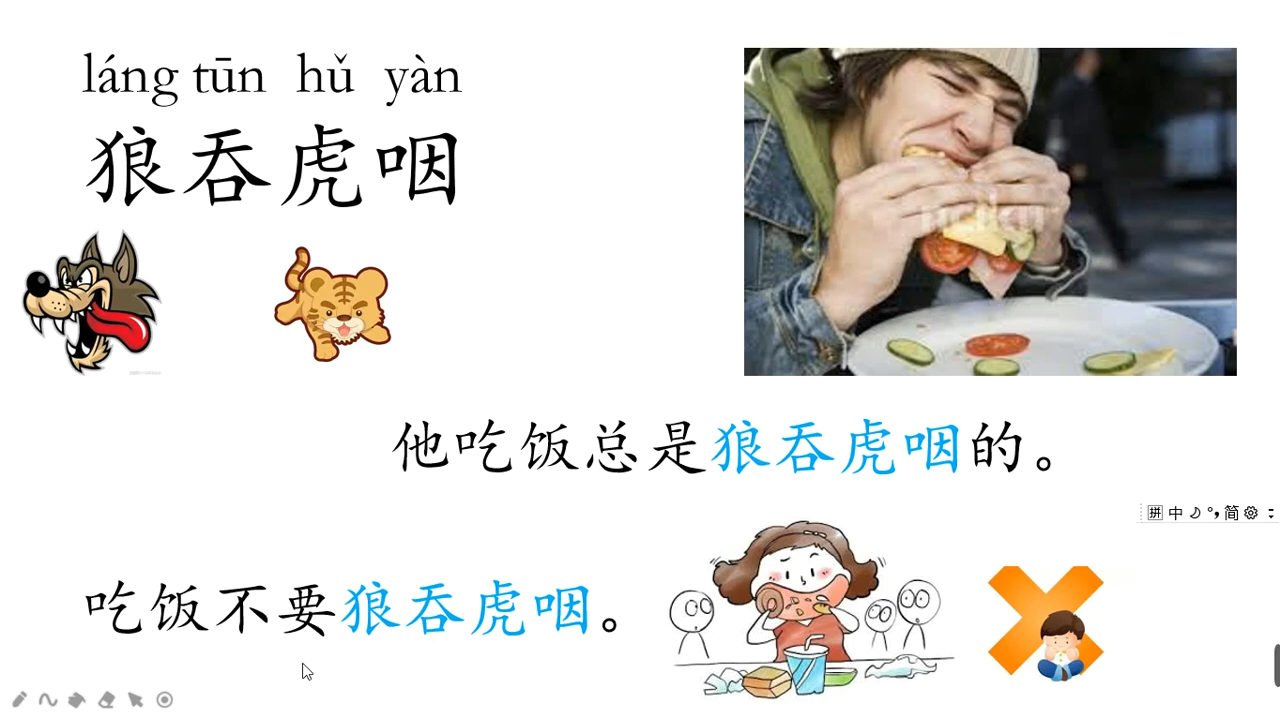 láng tūn hǔ yàn
狼吞虎咽
他吃饭总是狼吞虎咽的。
拼 中 简
吃饭不要狼吞虎咽。